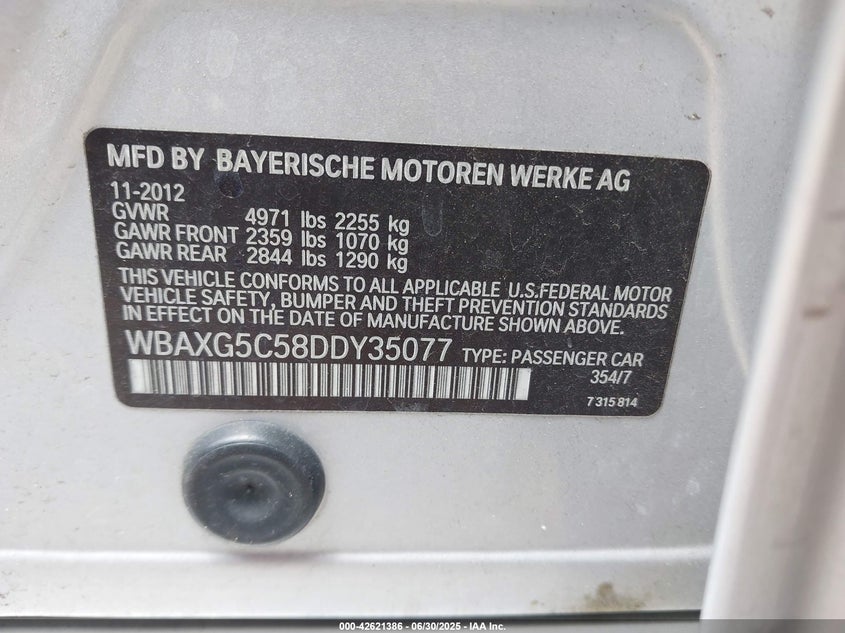 MFD BY BAYERISCHE MOTOREN WERKE AG
11-2012
GVWR 4971 lbs 2255 kg
GAWR FRONT 2359 lbs 1070 kg
GAWR REAR 2844 lbs 1290 kg
THIS VEHICLE CONFORMS TO ALL APPLICABLE U.S.FEDERAL MOTOR
VEHICLE SAFETY, BUMPER AND THEFT PREVENTION STANDARDS
IN EFFECT ON THE DATE OF MANUFACTURE SHOWN ABOVE.
WBAXG5C58DDY35077 TYPE: PASSENGER CAR
354/7
7 315 814
000-42621386 - 06/30/2025 - IAA Inc.